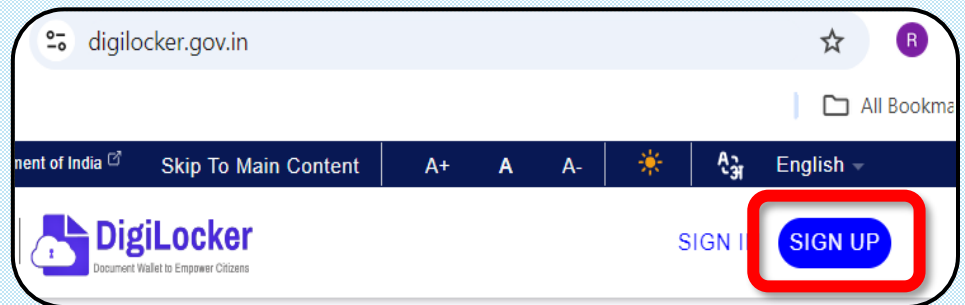 digilocker.gov.in
R
All Bookma
ment of India Skip To Main Content A+ A A- English
DigiLocker SIGN I SIGN UP
Document Wallet to Empower Citizens